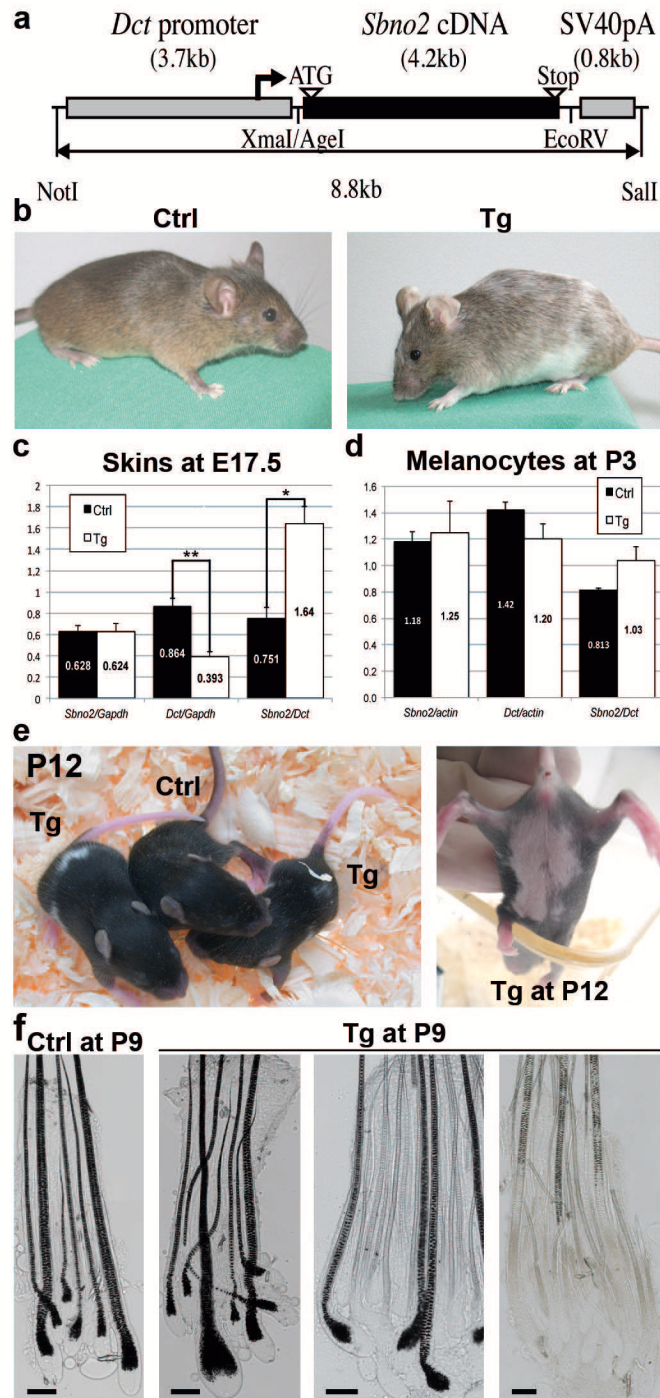 a
Dct promoter Sbno2 cDNA SV40pA
(3.7kb) (4.2kb) (0.8kb)
ATG Stop
XmaI/AgeI EcoRV
NotI 8.8kb SalI
b
Ctrl Tg
c
Skins at E17.5
2
1.8
1.6
1.4
1.2
1
0.8
0.6
0.4
0.2
0
Ctrl
Tg
**
*
0.628 0.624 0.864 0.393 0.751 1.64
Sbno2/Gapdh Dct/Gapdh Sbno2/Dct
d
Melanocytes at P3
1.6
1.4
1.2
1.0
0.8
0.6
0.4
0.2
0.0
Ctrl
Tg
1.18 1.25 1.42 1.20 0.813 1.03
Sbno2/actin Dct/actin Sbno2/Dct
e
P12
Ctrl
Tg
Tg
Tg at P12
f
Ctrl at P9 Tg at P9